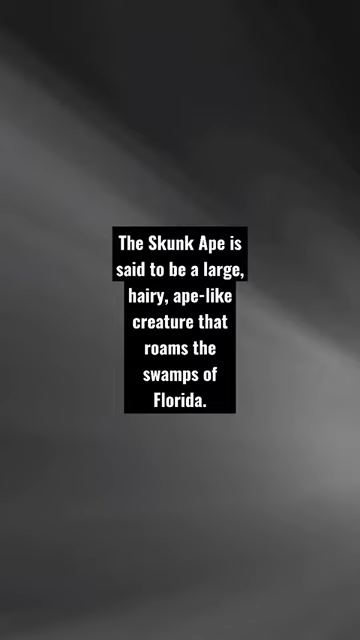 The Skunk Ape is
said to be a large,
hairy, ape-like
creature that
roams the
swamps of
Florida.